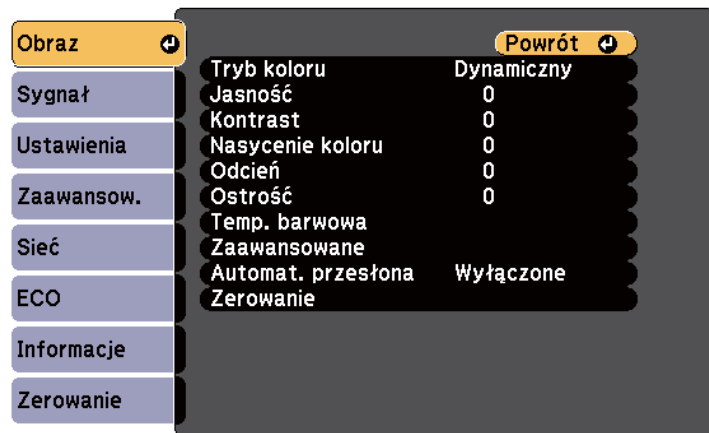 Obraz
Sygnał
Ustawienia
Zaawansow.
Sieć
ECO
Informacje
Zerowanie
Powrót
Tryb koloru Dynamiczny
Jasność 0
Kontrast 0
Nasycenie koloru 0
Odcień 0
Ostrość 0
Temp. barwowa
Zaawansowane
Automat. przesłona Wyłączone
Zerowanie